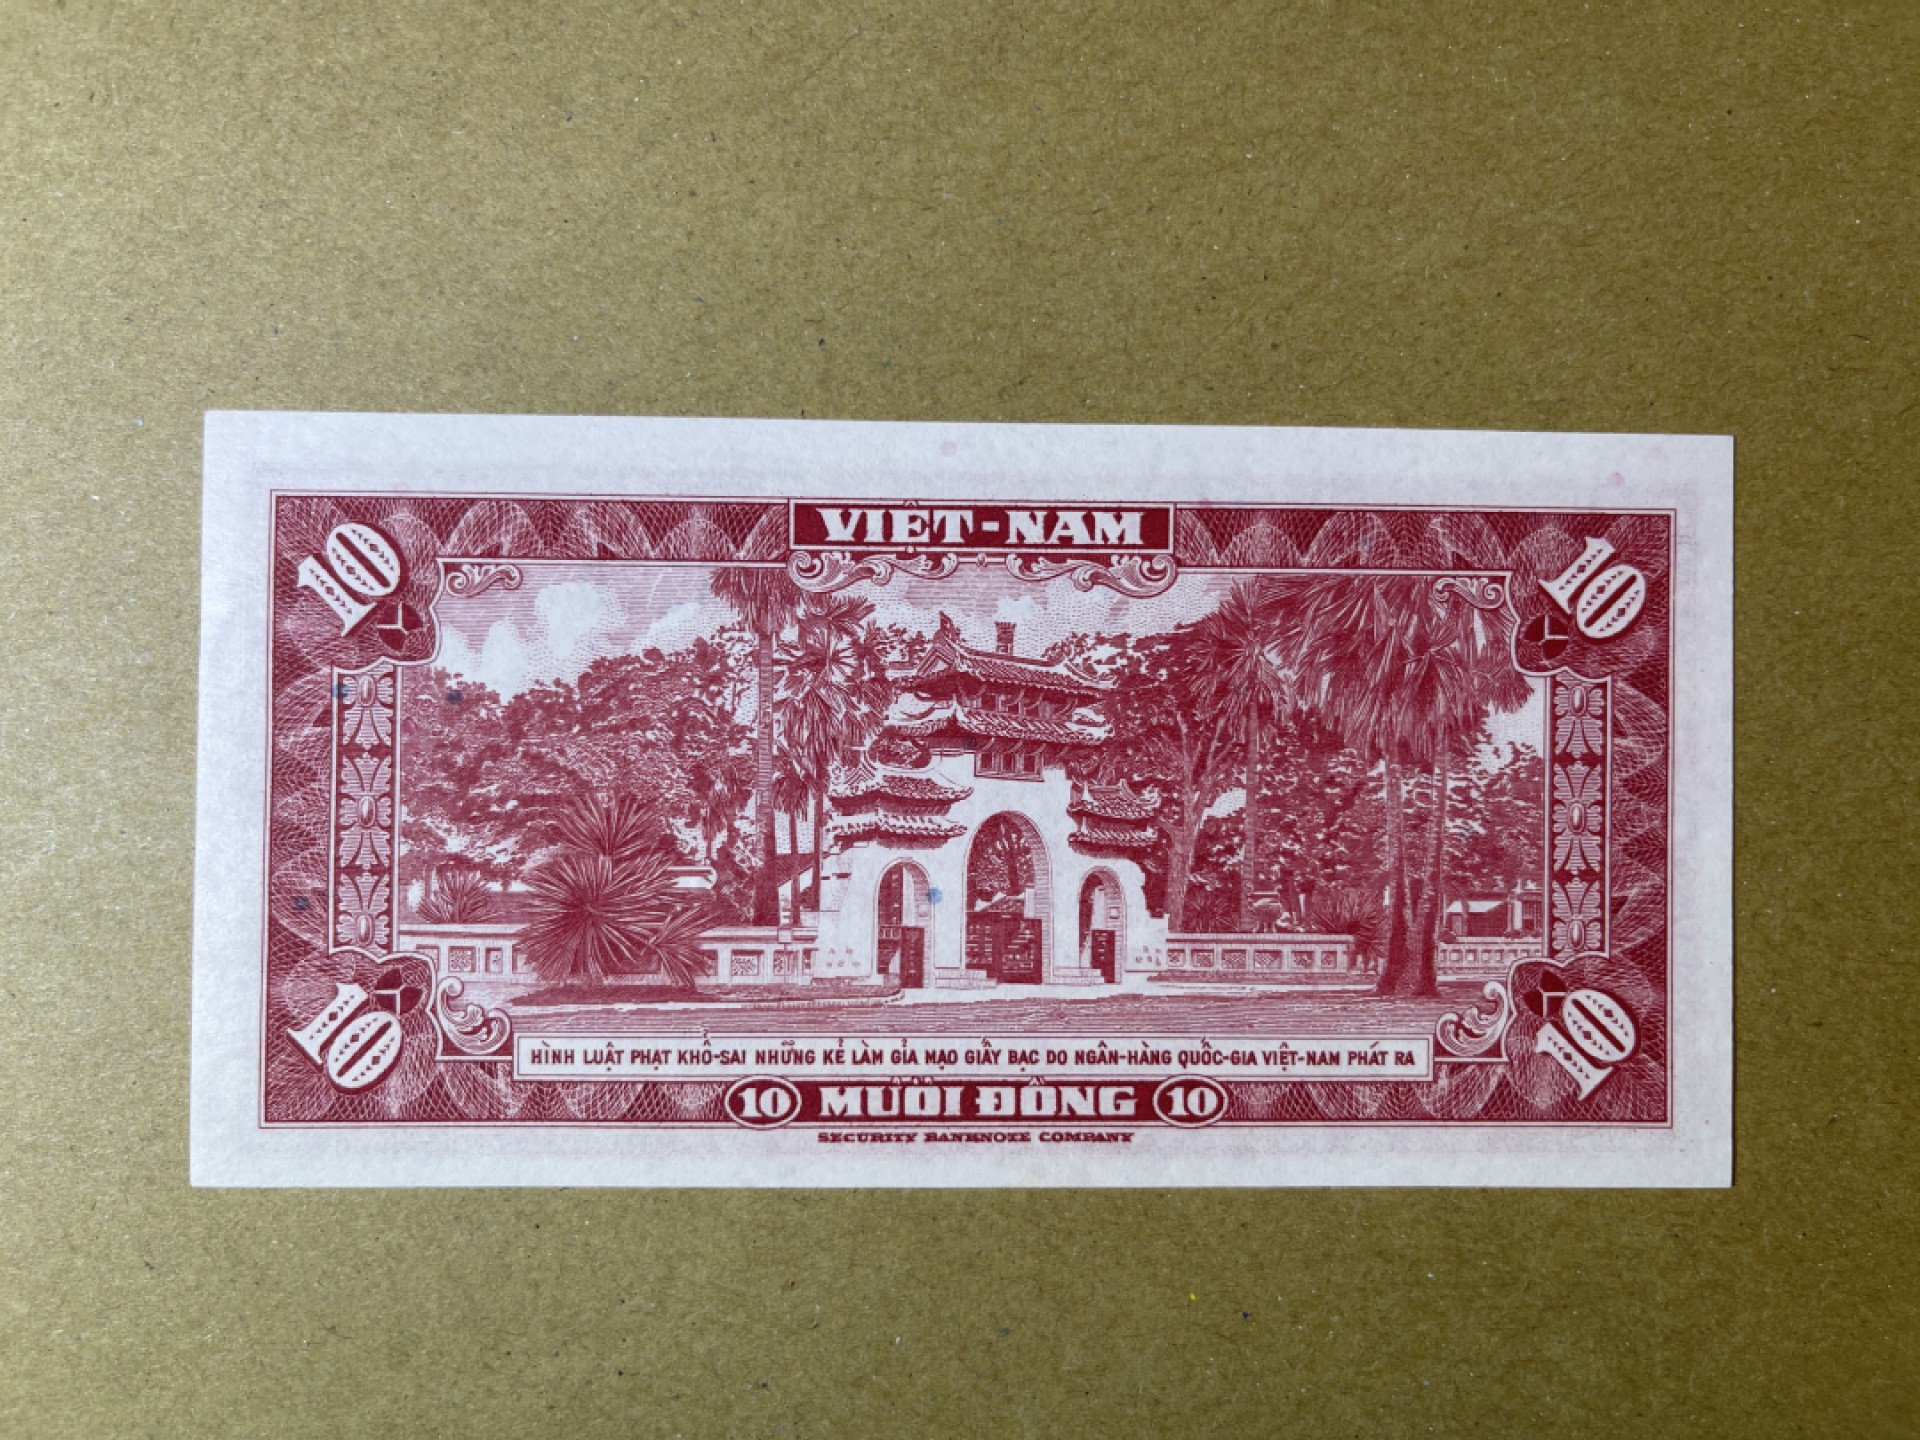 VIỆT-NAM
10
10
10
10
HÌNH LUẬT PHẠT KHỔ-SAI NHỮNG KẺ LÀM GỈA MẠO GIẤY BẠC DO NGÂN-HÀNG QUỐC-GIA VIỆT-NAM PHÁT RA
10 MƯỜI ĐỒNG 10
SECURITY BANKNOTE COMPANY